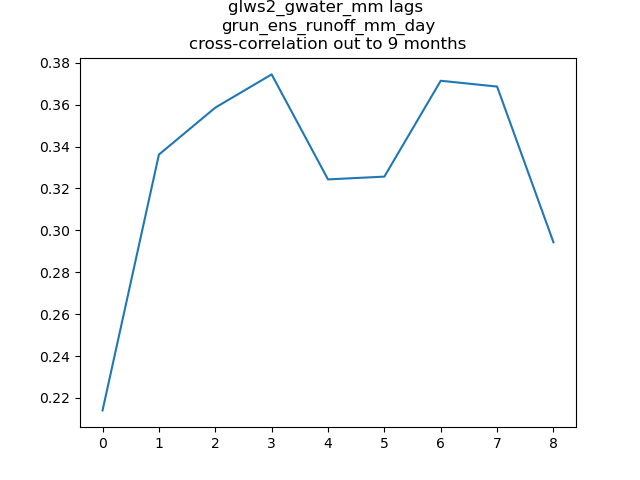 glws2_gwater_mm lags
grun_ens_runoff_mm_day
cross-correlation out to 9 months
0.38
0.36
0.34
0.32
0.30
0.28
0.26
0.24
0.22
0 1 2 3 4 5 6 7 8